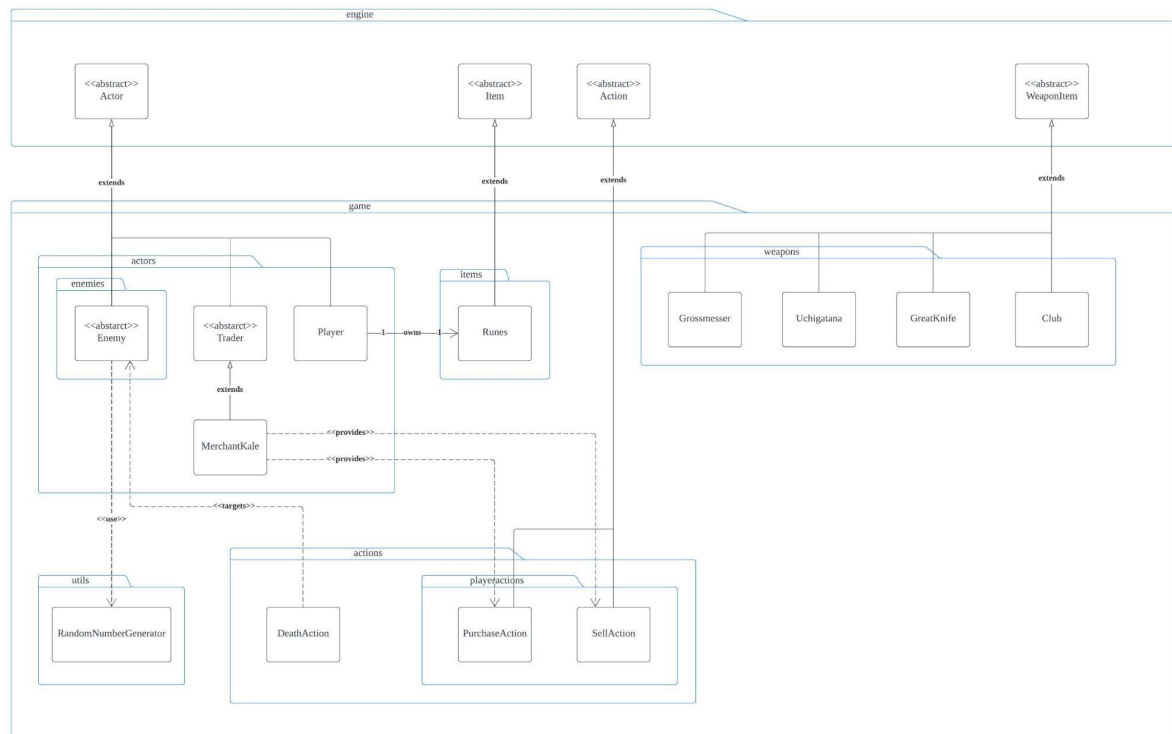 engine
<<abstract>>
Actor
<<abstract>>
Item
<<abstract>>
Action
<<abstract>>
WeaponItem
extends
extends
extends
extends
game
actors
items
weapons
enemies
<<abstarct>>
Enemy
<<abstarct>>
Trader
Player
1
owns
1
Runes
Grossmesser
Uchigatana
GreatKnife
Club
extends
MerchantKale
<<provides>>
<<provides>>
<<targets>>
<<use>>
actions
utils
playeractions
RandomNumberGenerator
DeathAction
PurchaseAction
SellAction